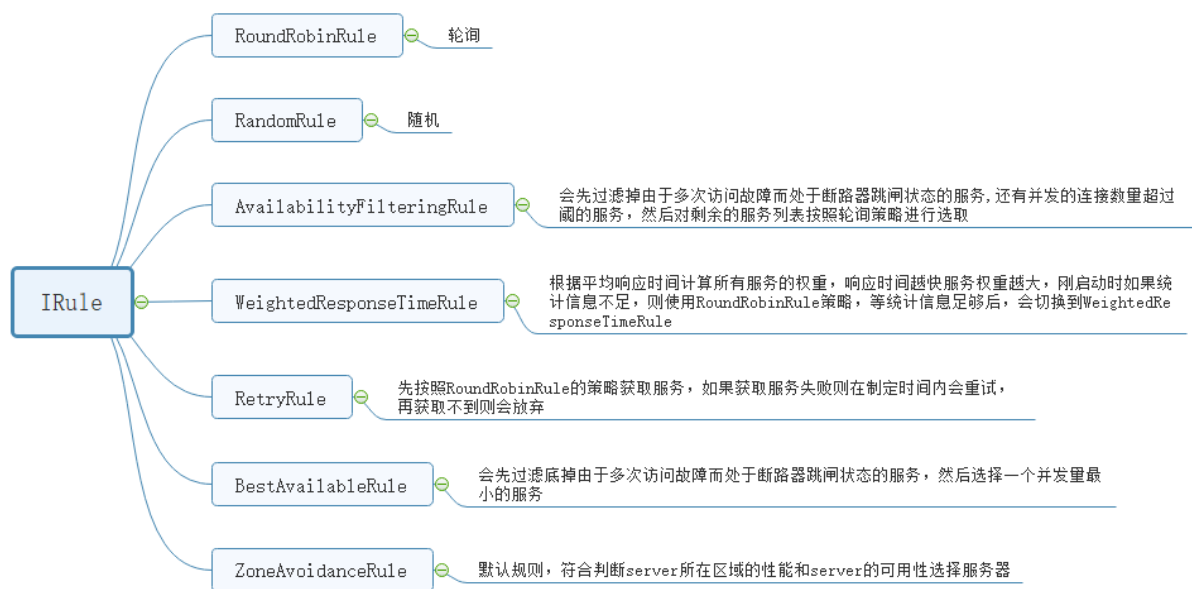 RoundRobinRule
轮询
RandomRule
随机
AvailabilityFilteringRule
会先过滤掉由于多次访问故障而处于断路器跳闸状态的服务,还有并发的连接数量超过
阈的服务，然后对剩余的服务列表按照轮询策略进行选取
IRule
WeightedResponseTimeRule
根据平均响应时间计算所有服务的权重，响应时间越快服务权重越大，刚启动时如果统
计信息不足，则使用RoundRobinRule策略，等统计信息足够后，会切换到WeightedRe
sponseTimeRule
RetryRule
先按照RoundRobinRule的策略获取服务，如果获取服务失败则在制定时间内会重试，
再获取不到则会放弃
BestAvailableRule
会先过滤底掉由于多次访问故障而处于断路器跳闸状态的服务，然后选择一个并发量最
小的服务
ZoneAvoidanceRule
默认规则，符合判断server所在区域的性能和server的可用性选择服务器